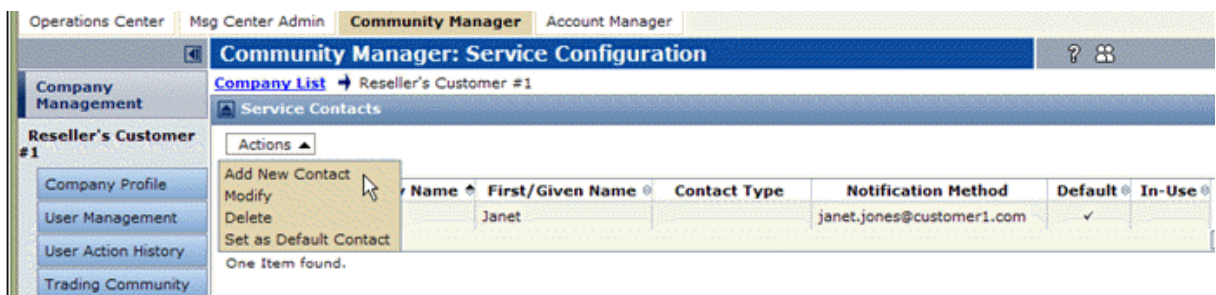 Operations Center Msg Center Admin Community Manager Account Manager
Community Manager: Service Configuration ?
Company Management
Company List → Reseller's Customer #1
Service Contacts
Reseller's Customer #1
Actions ▲
Add New Contact
Modify
Delete
Set as Default Contact
Name First/Given Name Contact Type Notification Method Default In-Use
Janet janet.jones@customer1.com ✓
One Item found.
Company Profile
User Management
User Action History
Trading Community